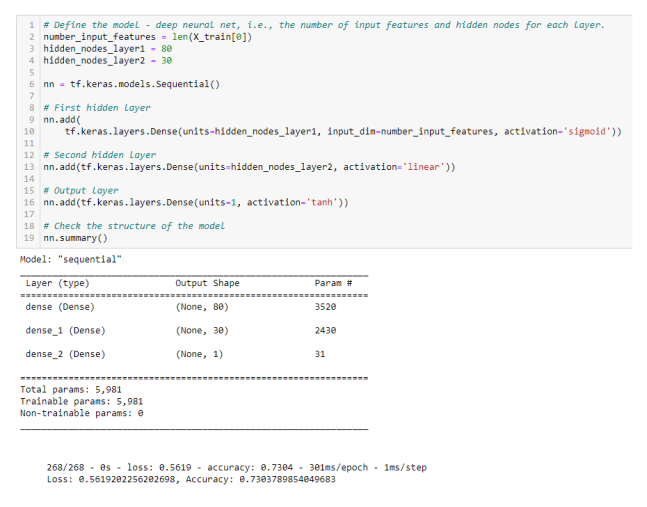 1 # Define the model - deep neural net, i.e., the number of input features and hidden nodes for each layer.
2 number_input_features = len(X_train[0])
3 hidden_nodes_layer1 = 80
4 hidden_nodes_layer2 = 30
5
6 nn = tf.keras.models.Sequential()
7
8 # First hidden layer
9 nn.add(
10 tf.keras.layers.Dense(units=hidden_nodes_layer1, input_dim=number_input_features, activation='sigmoid'))
11
12 # Second hidden layer
13 nn.add(tf.keras.layers.Dense(units=hidden_nodes_layer2, activation='linear'))
14
15 # Output layer
16 nn.add(tf.keras.layers.Dense(units=1, activation='tanh'))
17
18 # Check the structure of the model
19 nn.summary()
Model: "sequential"
Layer (type) Output Shape Param #
dense (Dense) (None, 80) 3520
dense_1 (Dense) (None, 30) 2430
dense_2 (Dense) (None, 1) 31
Total params: 5,981
Trainable params: 5,981
Non-trainable params: 0
268/268 - 0s - loss: 0.5619 - accuracy: 0.7304 - 301ms/epoch - 1ms/step
Loss: 0.5619202256202698, Accuracy: 0.7303789854049683